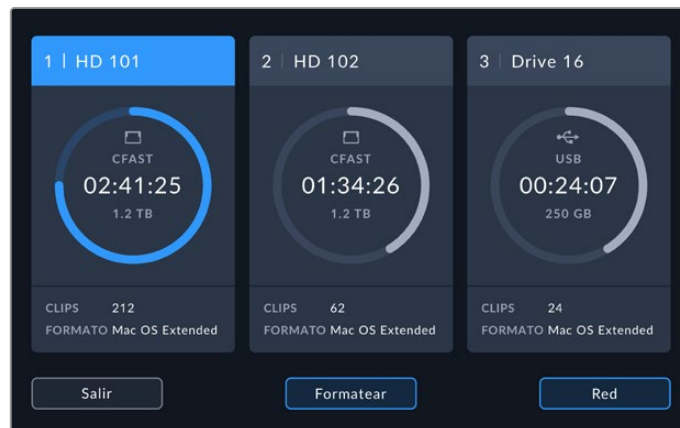 1 | HD 101
CFAST
02:41:25
1.2 TB
CLIPS 212
FORMATO Mac OS Extended
2 | HD 102
CFAST
01:34:26
1.2 TB
CLIPS 62
FORMATO Mac OS Extended
3 | Drive 16
USB
00:24:07
250 GB
CLIPS 24
FORMATO Mac OS Extended
Salir
Formatear
Red